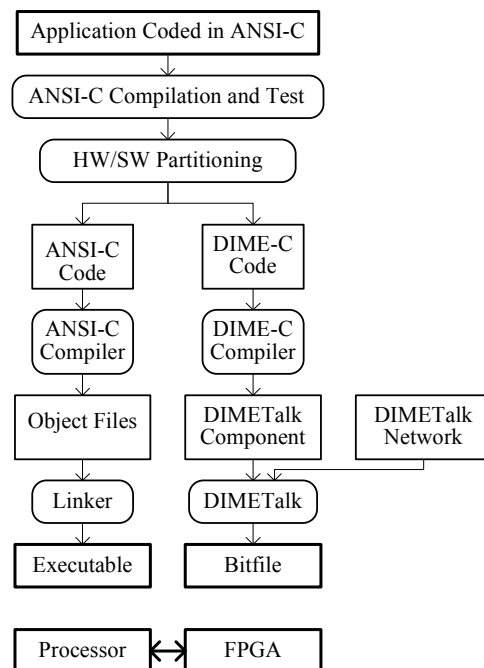 Application Coded in ANSI-C
ANSI-C Compilation and Test
HW/SW Partitioning
ANSI-C
Code
DIME-C
Code
ANSI-C
Compiler
DIME-C
Compiler
Object Files
DIMETalk
Component
DIMETalk
Network
Linker
DIMETalk
Executable
Bitfile
Processor
FPGA